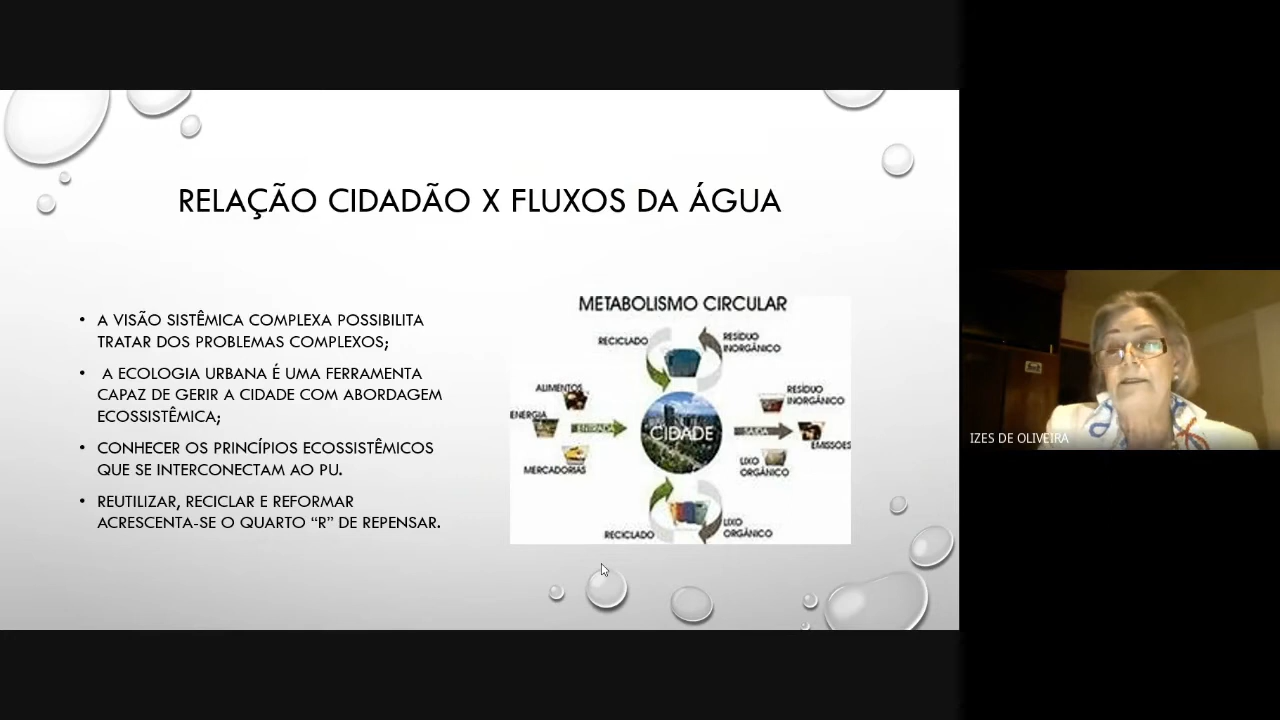 RELAÇÃO CIDADÃO X FLUXOS DA ÁGUA
• A VISÃO SISTÊMICA COMPLEXA POSSIBILITA
TRATAR DOS PROBLEMAS COMPLEXOS;
• A ECOLOGIA URBANA É UMA FERRAMENTA
CAPAZ DE GERIR A CIDADE COM ABORDAGEM
ECOSSISTÊMICA;
• CONHECER OS PRINCÍPIOS ECOSSISTÊMICOS
QUE SE INTERCONECTAM AO PU.
• REUTILIZAR, RECICLAR E REFORMAR
ACRESCENTA-SE O QUARTO “R” DE REPENSAR.
METABOLISMO CIRCULAR
RECICLADO
RESÍDUO
INORGÂNICO
ALIMENTOS
ENERGIA
ENTRADA
MERCADORIAS
CIDADE
SAÍDA
RESÍDUO
INORGÂNICO
EMISSÕES
LIXO
ORGÂNICO
RECICLADO
LIXO
ORGÂNICO
IZES DE OLIVEIRA